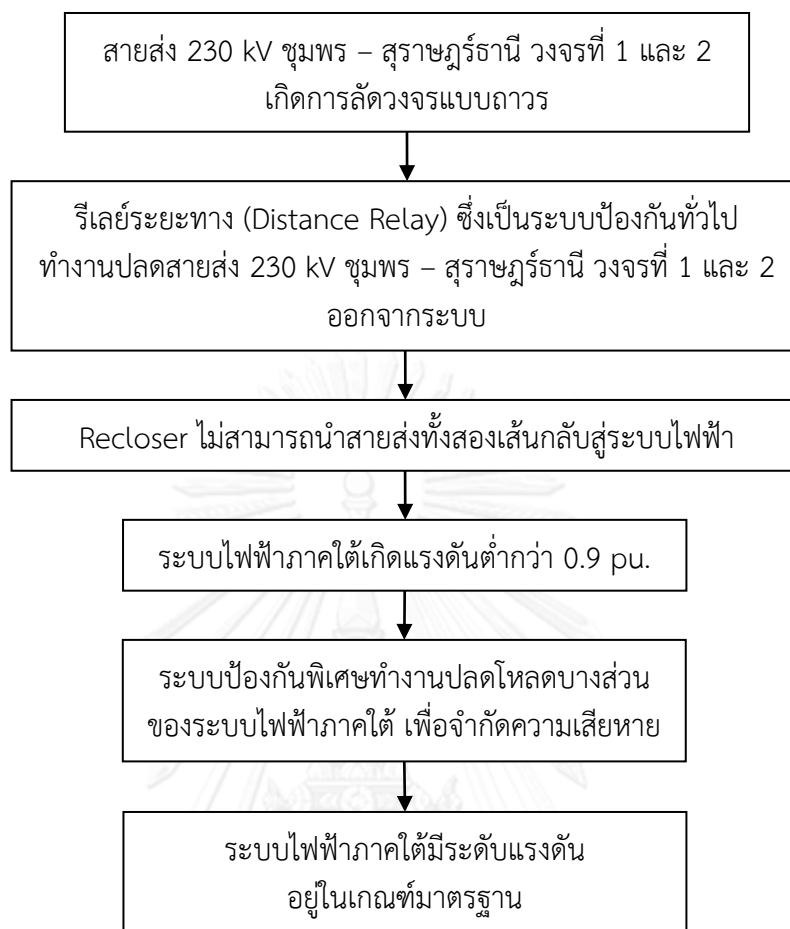 สายส่ง 230 kV ชุมพร – สุราษฎร์ธานี วงจรที่ 1 และ 2
เกิดการลัดวงจรแบบถาวร
รีเลย์ระยะทาง (Distance Relay) ซึ่งเป็นระบบป้องกันทั่วไป
ทำงานปลดสายส่ง 230 kV ชุมพร – สุราษฎร์ธานี วงจรที่ 1 และ 2
ออกจากระบบ
Recloser ไม่สามารถนำสายส่งทั้งสองเส้นกลับสู่ระบบไฟฟ้า
ระบบไฟฟ้าภาคใต้เกิดแรงดันต่ำกว่า 0.9 pu.
ระบบป้องกันพิเศษทำงานปลดโหลดบางส่วน
ของระบบไฟฟ้าภาคใต้ เพื่อจำกัดความเสียหาย
ระบบไฟฟ้าภาคใต้มีระดับแรงดัน
อยู่ในเกณฑ์มาตรฐาน